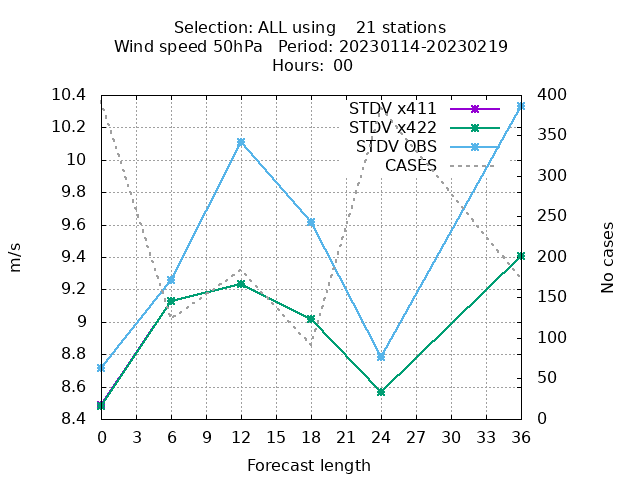 Selection: ALL using    21 stations
Wind speed 50hPa   Period: 20230114-20230219
Hours:  00
10.4
10.2
10
9.8
9.6
9.4
9.2
9
8.8
8.6
8.4
m/s
STDV x411
STDV x422
STDV OBS
CASES
400
350
300
250
200
150
100
50
0
No cases
0 3 6 9 12 15 18 21 24 27 30 33 36
Forecast length